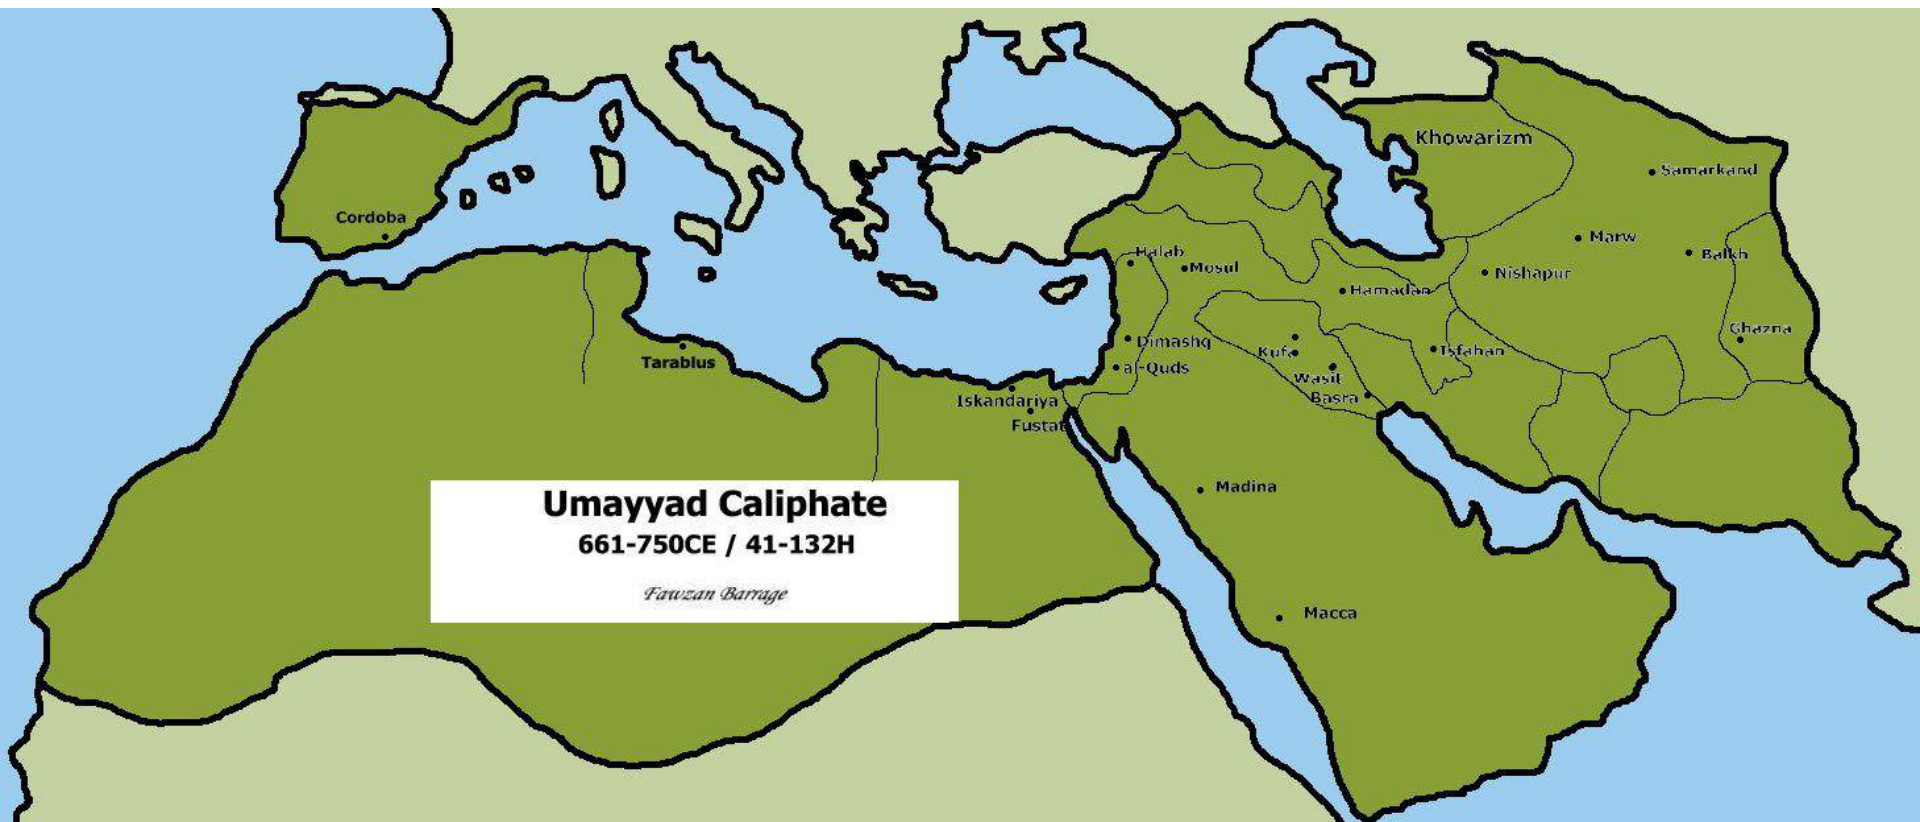 Khowarizm
Samarkand
Cordoba
Marw
Halab
Mosul
Balkh
Nishapur
Hamadan
Ghazna
Dimashq
Kufa
Isfahan
Tarablus
al-Quds
Wasit
Iskandariya
Basra
Fustat
Madina
Umayyad Caliphate
661-750CE / 41-132H
Fawzan Barrage
Macca